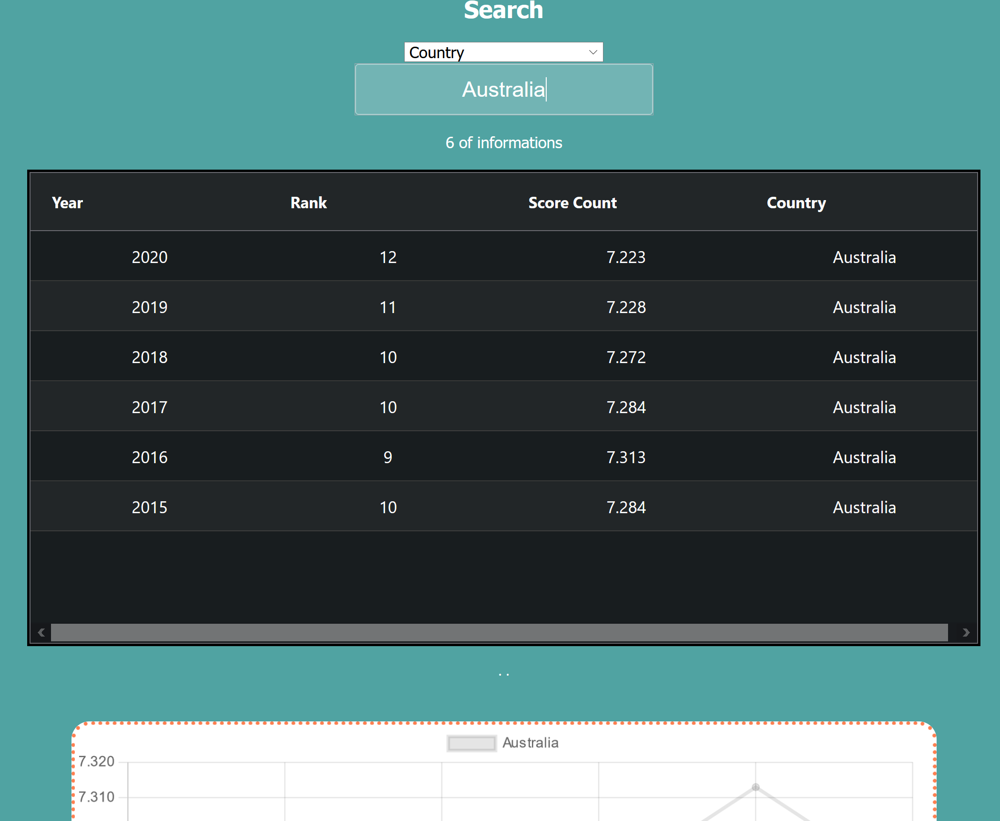 Search
Country
Australia
6 of informations
Year Rank Score Count Country
2020 12 7.223 Australia
2019 11 7.228 Australia
2018 10 7.272 Australia
2017 10 7.284 Australia
2016 9 7.313 Australia
2015 10 7.284 Australia
. .
Australia
7.320
7.310